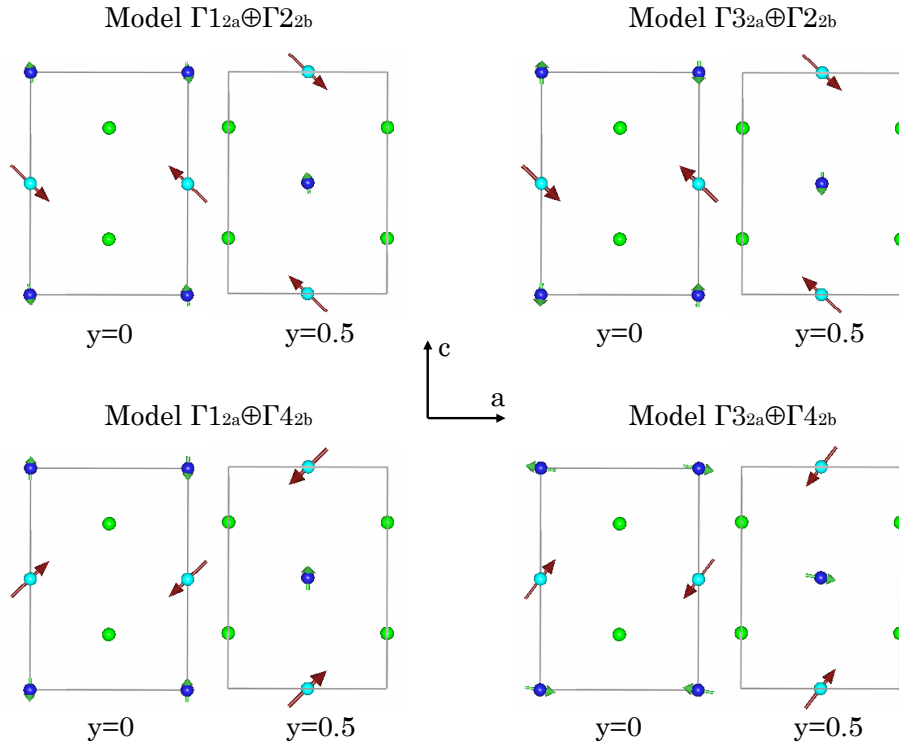 Model Γ1₂ₐ⊕Γ2₂b
Model Γ3₂ₐ⊕Γ2₂b
y=0
y=0.5
y=0
y=0.5
c
a
Model Γ1₂ₐ⊕Γ4₂b
Model Γ3₂ₐ⊕Γ4₂b
y=0
y=0.5
y=0
y=0.5